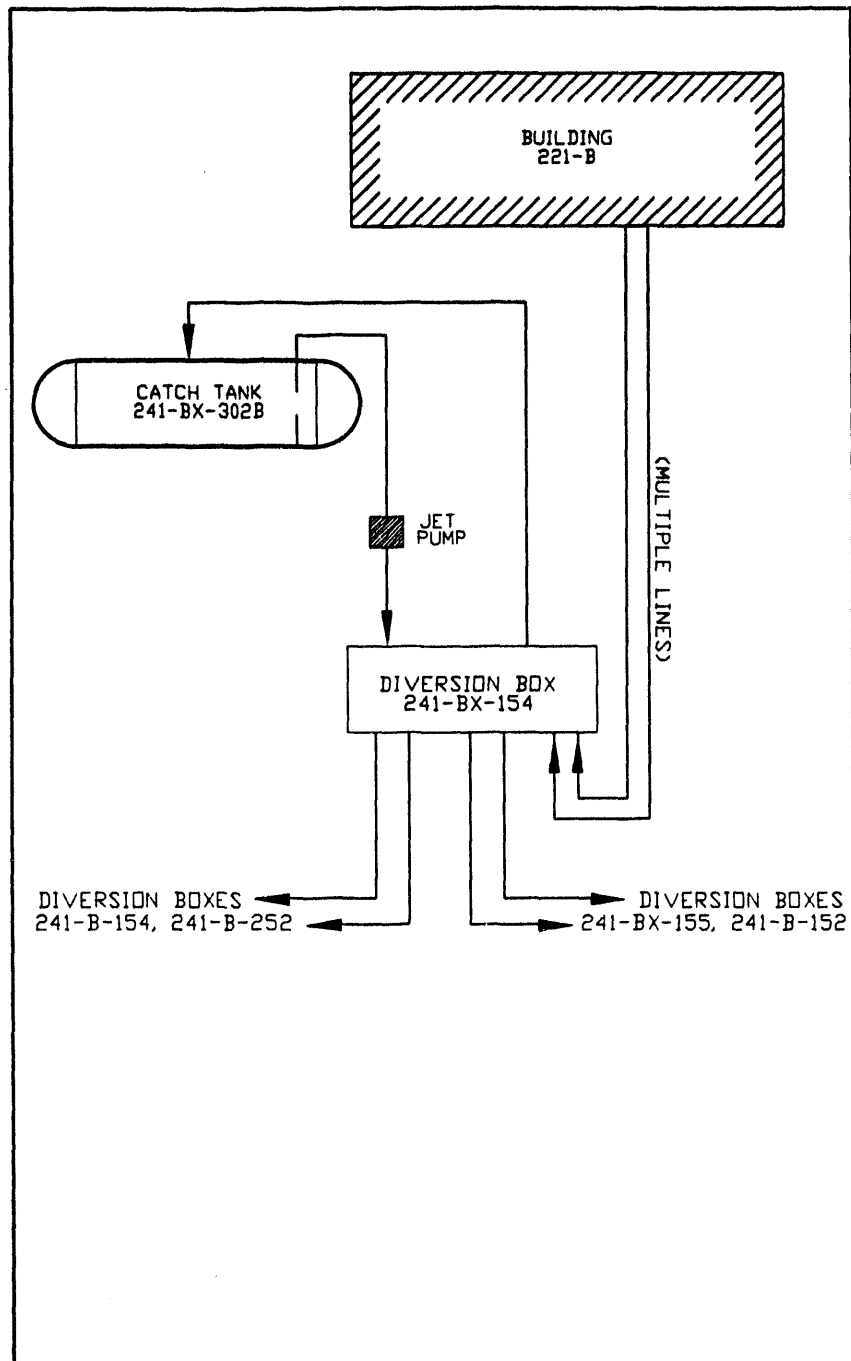 BUILDING
221-B
CATCH TANK
241-BX-302B
JET
PUMP
(MULTIPLE LINES)
DIVERSION BOX
241-BX-154
DIVERSION BOXES
241-B-154, 241-B-252
DIVERSION BOXES
241-BX-155, 241-B-152